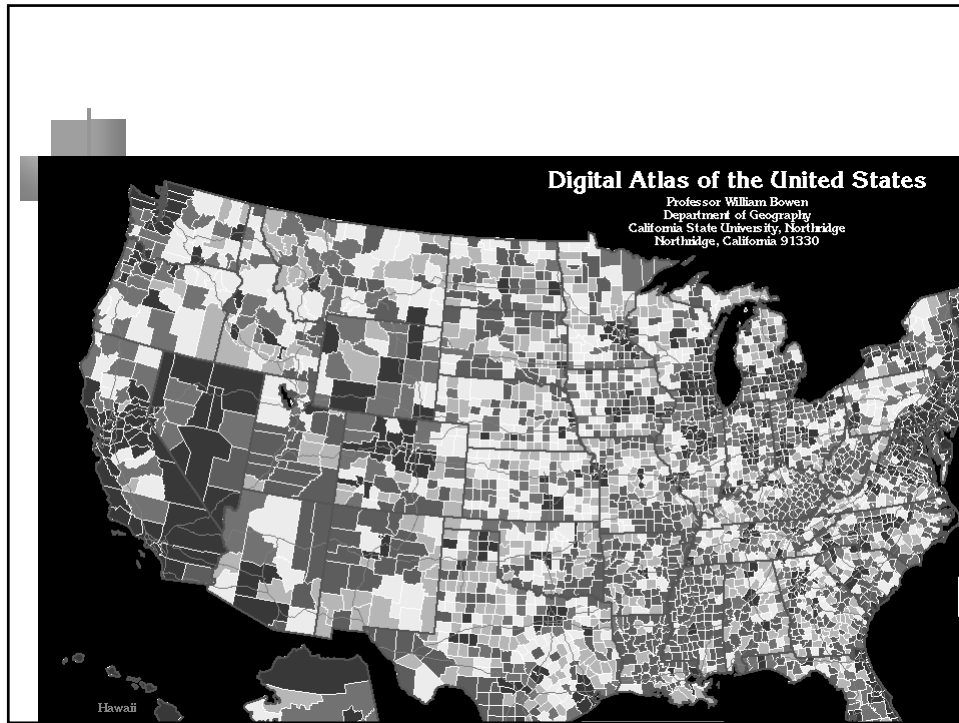 Digital Atlas of the United States
Professor William Bowen
Department of Geography
California State University, Northridge
Northridge, California 91330
Hawaii